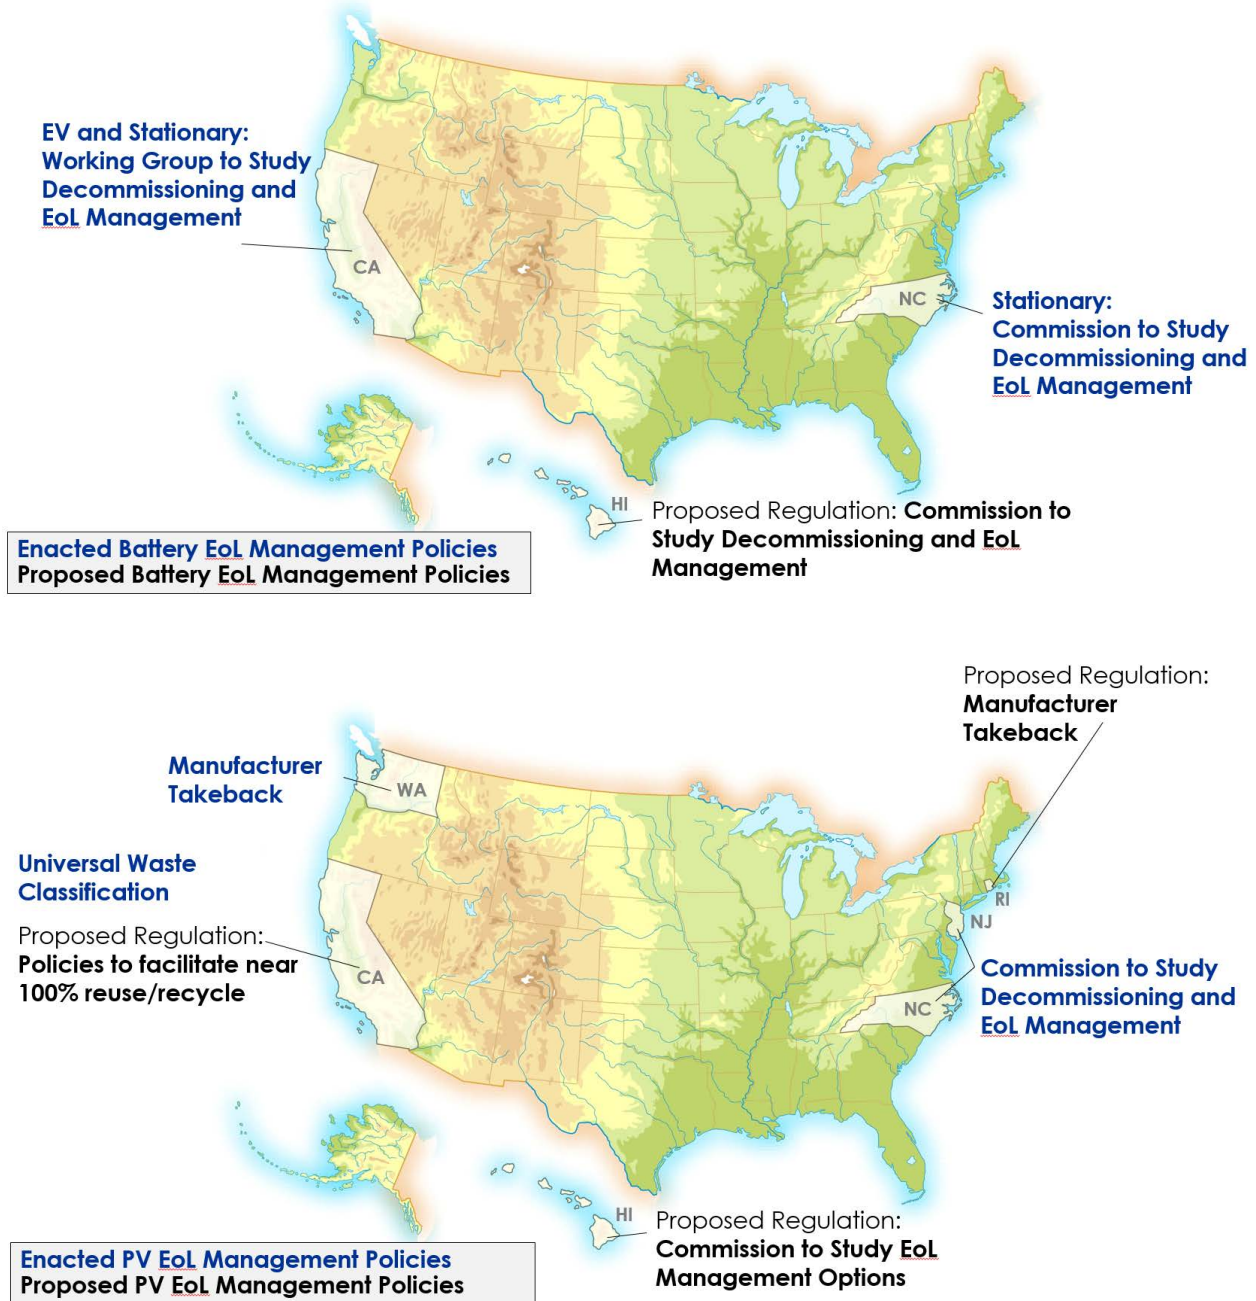 EV and Stationary:
Working Group to Study
Decommissioning and
EoL Management
CA
NC
Stationary:
Commission to Study
Decommissioning and
EoL Management
HI
Proposed Regulation: Commission to
Study Decommissioning and EoL
Management
Enacted Battery EoL Management Policies
Proposed Battery EoL Management Policies
Proposed Regulation:
Manufacturer
Takeback
Manufacturer
Takeback
WA
Universal Waste
Classification
Proposed Regulation:
Policies to facilitate near
100% reuse/recycle
CA
RI
NJ
NC
Commission to Study
Decommissioning and
EoL Management
HI
Proposed Regulation:
Commission to Study EoL
Management Options
Enacted PV EoL Management Policies
Proposed PV EoL Management Policies